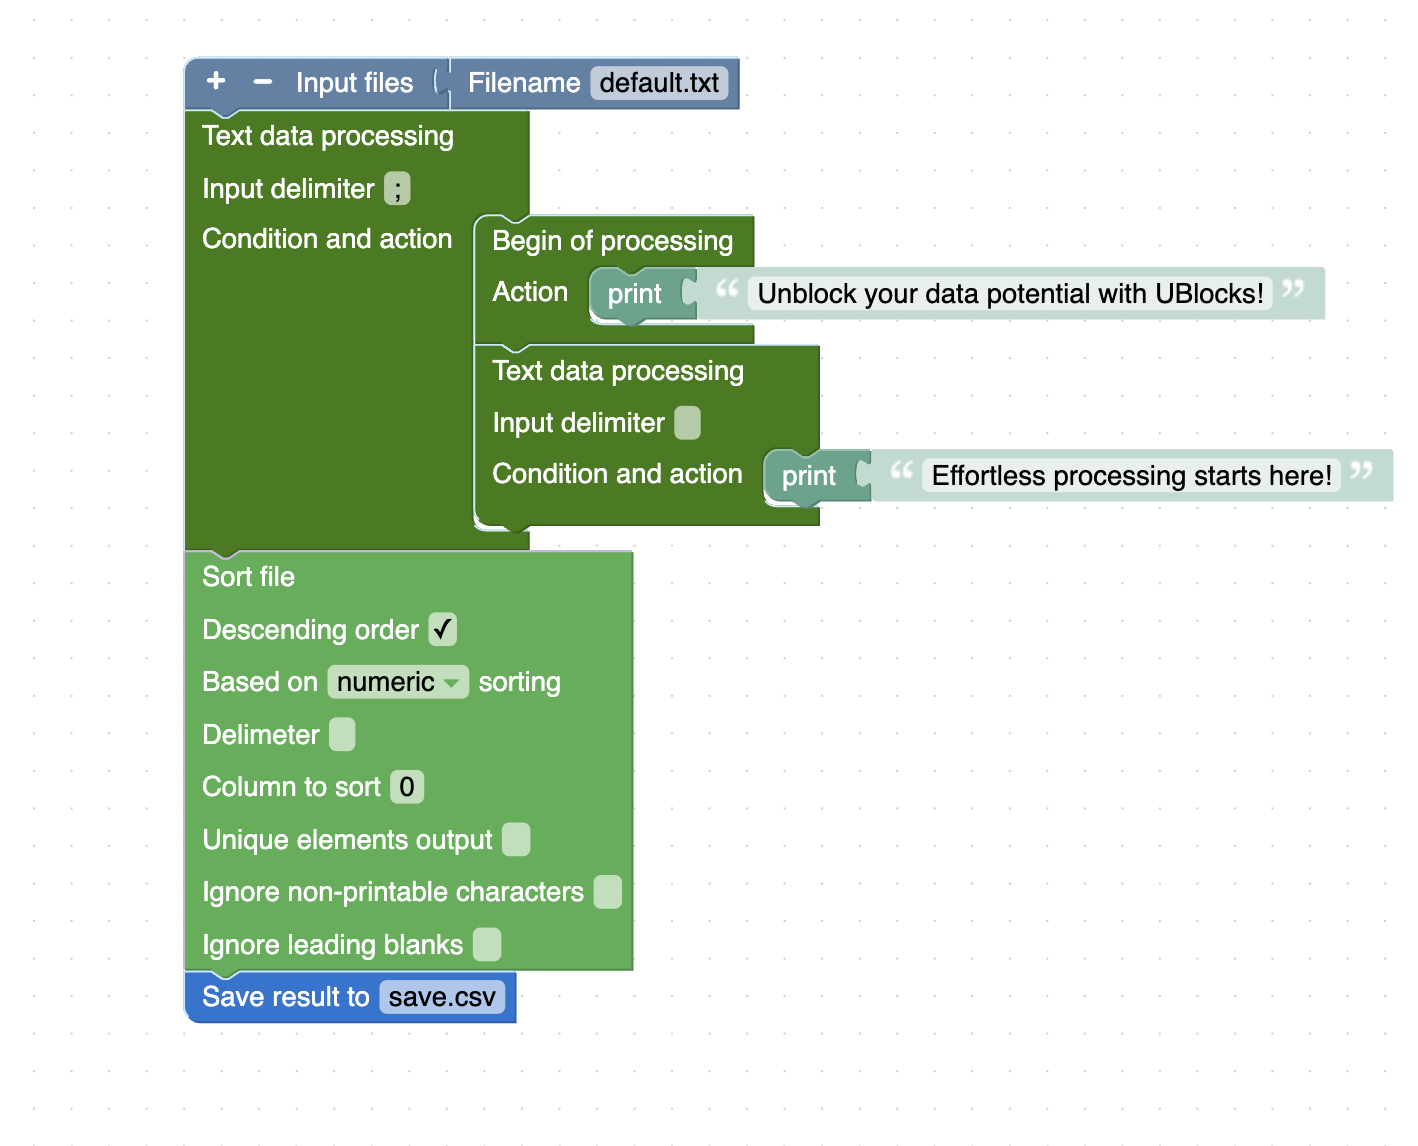 + − Input files Filename default.txt
Text data processing
Input delimiter ;
Condition and action
Begin of processing
Action print “ Unblock your data potential with UBlocks! ”
Text data processing
Input delimiter
Condition and action print “ Effortless processing starts here! ”
Sort file
Descending order ✓
Based on numeric sorting
Delimeter
Column to sort 0
Unique elements output
Ignore non-printable characters
Ignore leading blanks
Save result to save.csv